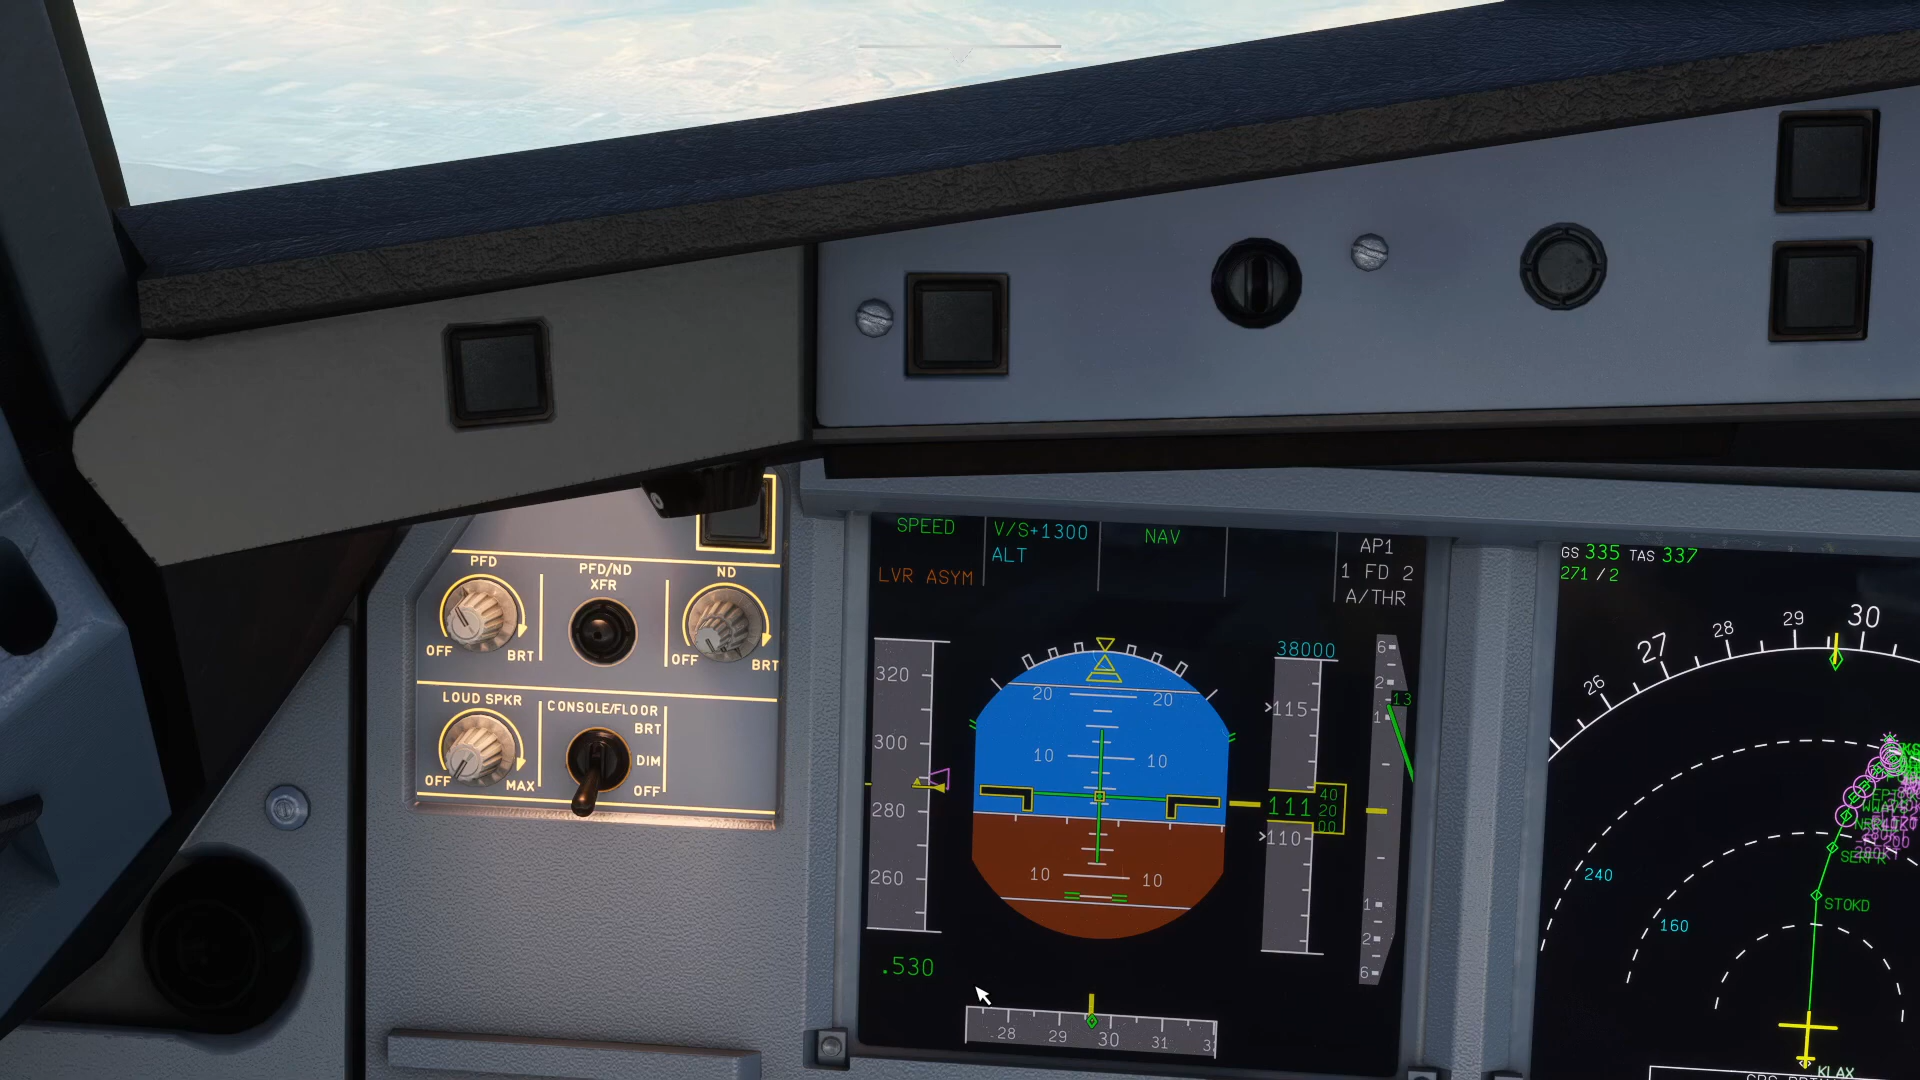 PFD
PFD/ND
XFR
ND
OFF
BRT
OFF
BRT
LOUD SPKR
CONSOLE/FLOOR
BRT
DIM
OFF
OFF
MAX
SPEED
V/S+1300
NAV
AP1
ALT
1 FD 2
LVR ASYM
A/THR
320
300
280
260
.530
20
20
10
10
10
10
38000
115
111
40
20
00
110
6
2
1
13
1
2
6
28
29
30
31
GS 335 TAS 337
271 / 2
26
27
28
29
30
240
160
SERFR
STOKD
KLAX